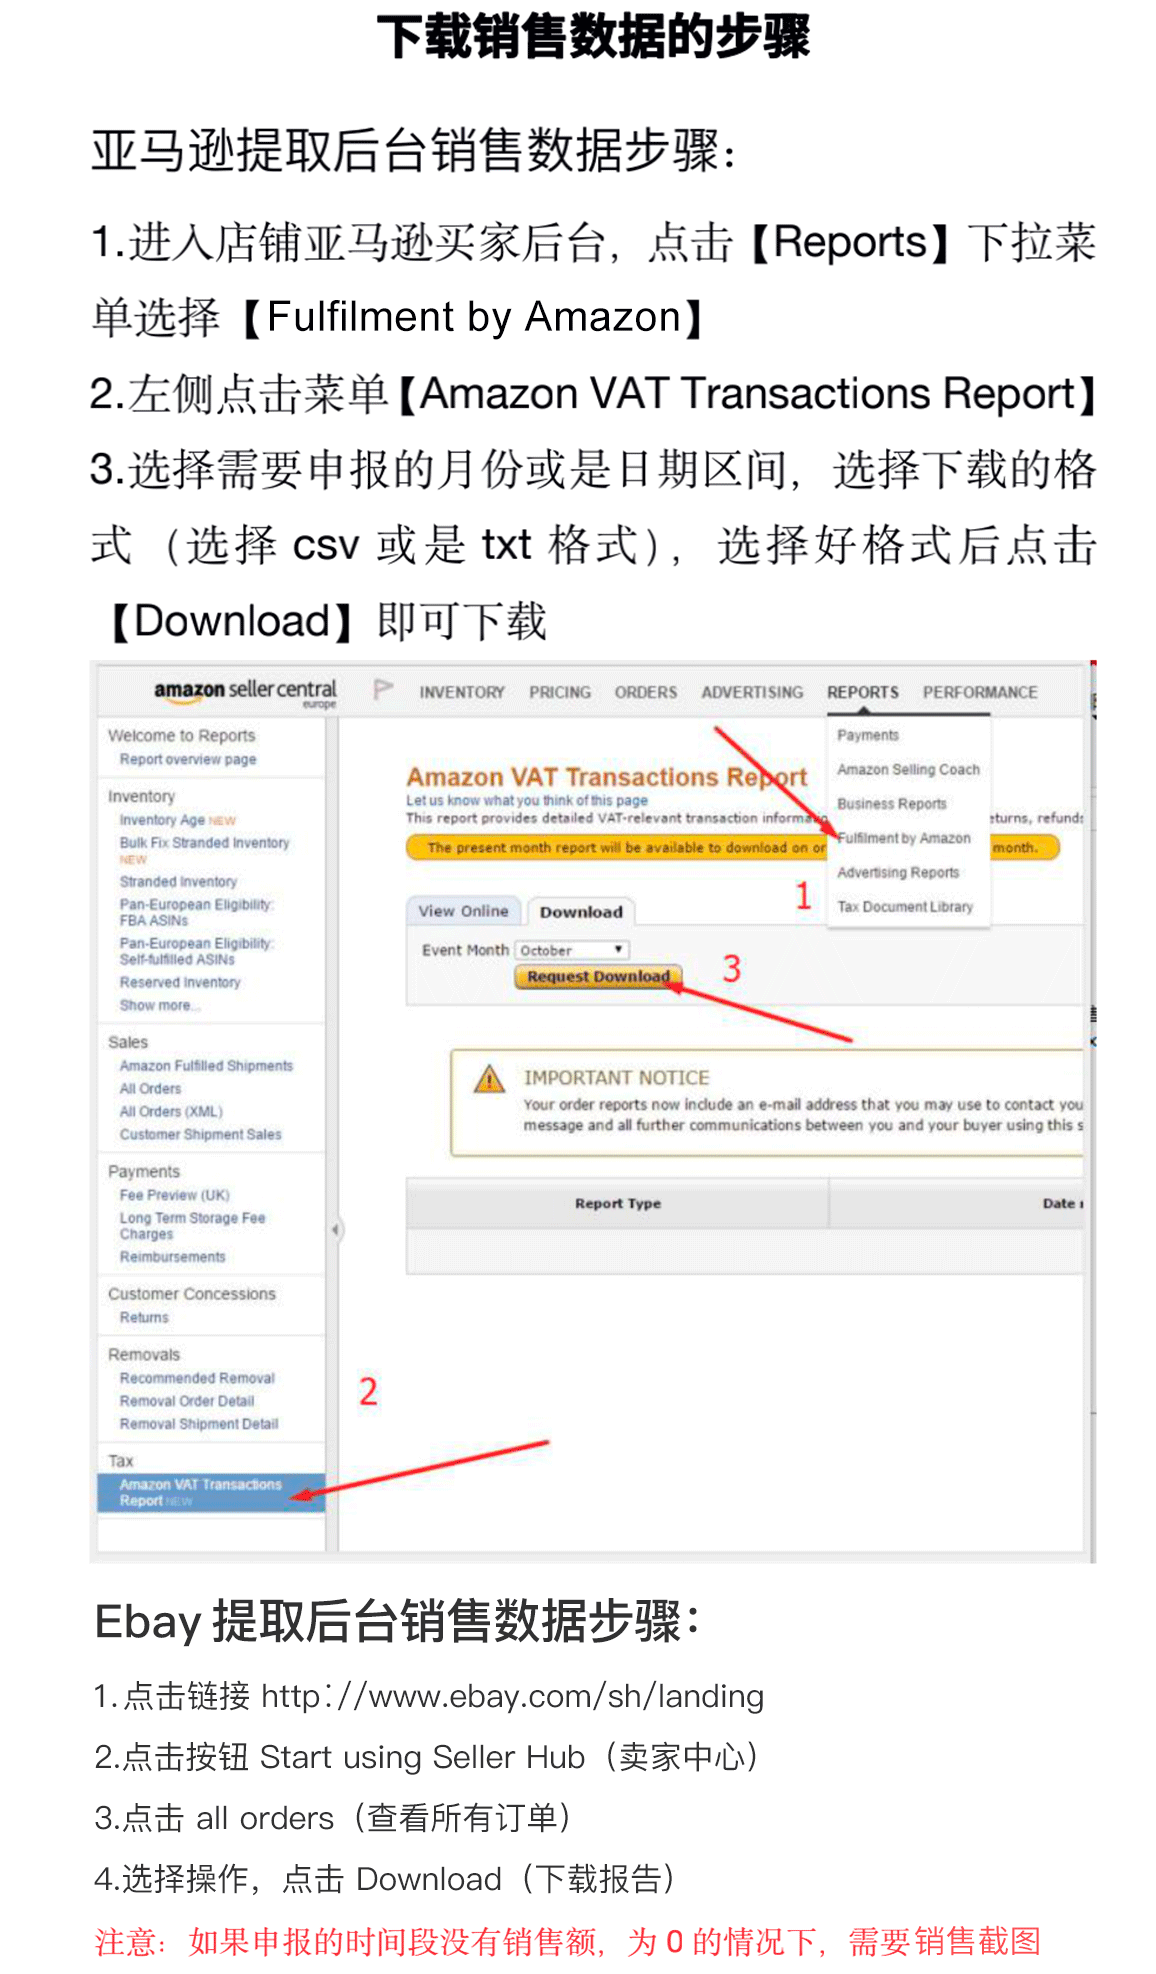 下载销售数据的步骤
亚马逊提取后台销售数据步骤：
1.进入店铺亚马逊买家后台，点击【Reports】下拉菜
单选择【Fulfilment by Amazon】
2.左侧点击菜单【Amazon VAT Transactions Report】
3.选择需要申报的月份或是日期区间，选择下载的格
式（选择 csv 或是 txt 格式），选择好格式后点击
【Download】即可下载
amazon seller central
europe
INVENTORY PRICING ORDERS ADVERTISING REPORTS PERFORMANCE
Welcome to Reports
Report overview page
Inventory
Inventory Age NEW
Bulk Fix Stranded Inventory
NEW
Stranded Inventory
Pan-European Eligibility:
FBA ASINs
Pan-European Eligibility:
Self-fulfilled ASINs
Reserved Inventory
Show more...
Sales
Amazon Fulfilled Shipments
All Orders
All Orders (XML)
Customer Shipment Sales
Payments
Fee Preview (UK)
Long Term Storage Fee
Charges
Reimbursements
Customer Concessions
Returns
Removals
Recommended Removal
Removal Order Detail
Removal Shipment Detail
Tax
Amazon VAT Transactions
Report NEW
Payments
Amazon Selling Coach
Business Reports
Fulfilment by Amazon
Advertising Reports
Tax Document Library
Amazon VAT Transactions Report
Let us know what you think of this page
This report provides detailed VAT-relevant transaction informatio eturns, refunds
The present month report will be available to download on or month.
1
View Online Download
Event Month October
Request Download
3
IMPORTANT NOTICE
Your order reports now include an e-mail address that you may use to contact you
message and all further communications between you and your buyer using this s
Report Type Date
2
Ebay 提取后台销售数据步骤：
1.点击链接 http://www.ebay.com/sh/landing
2.点击按钮 Start using Seller Hub（卖家中心）
3.点击 all orders（查看所有订单）
4.选择操作，点击 Download（下载报告）
注意：如果申报的时间段没有销售额，为 0 的情况下，需要销售截图